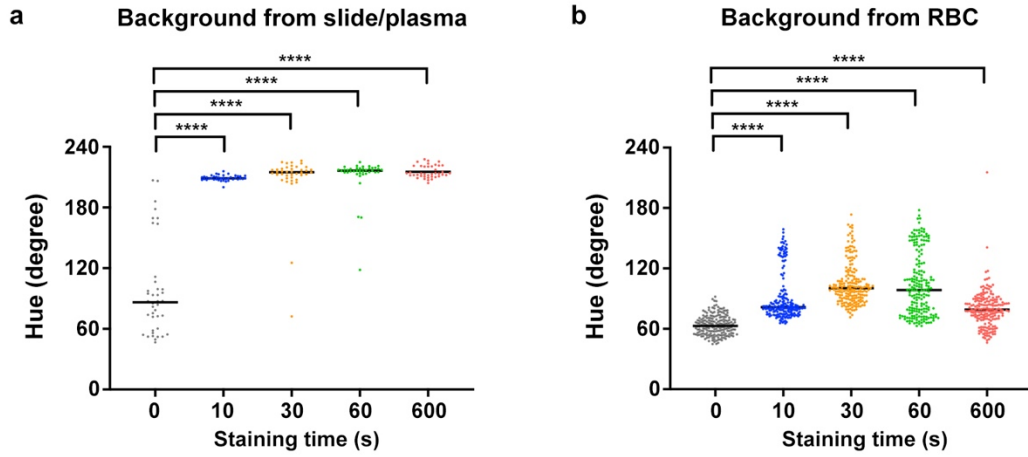 a Background from slide/plasma
****
****
****
****
240
180
120
60
0
Hue (degree)
0 10 30 60 600
Staining time (s)
b Background from RBC
****
****
****
****
240
180
120
60
0
Hue (degree)
0 10 30 60 600
Staining time (s)